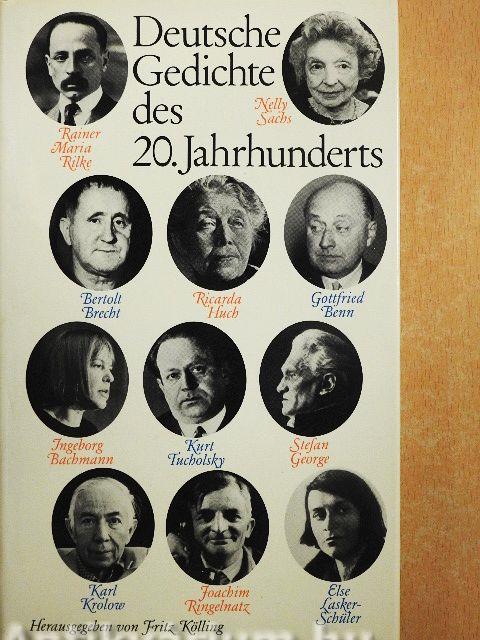 Deutsche
Gedichte
des
20. Jahrhunderts
Rainer
Maria
Rilke
Nelly
Sachs
Bertolt
Brecht
Ricarda
Huch
Gottfried
Benn
Ingeborg
Bachmann
Kurt
Tucholsky
Stefan
George
Karl
Krolow
Joachim
Ringelnatz
Else
Lasker-
Schüler
Herausgegeben von Fritz Kölling